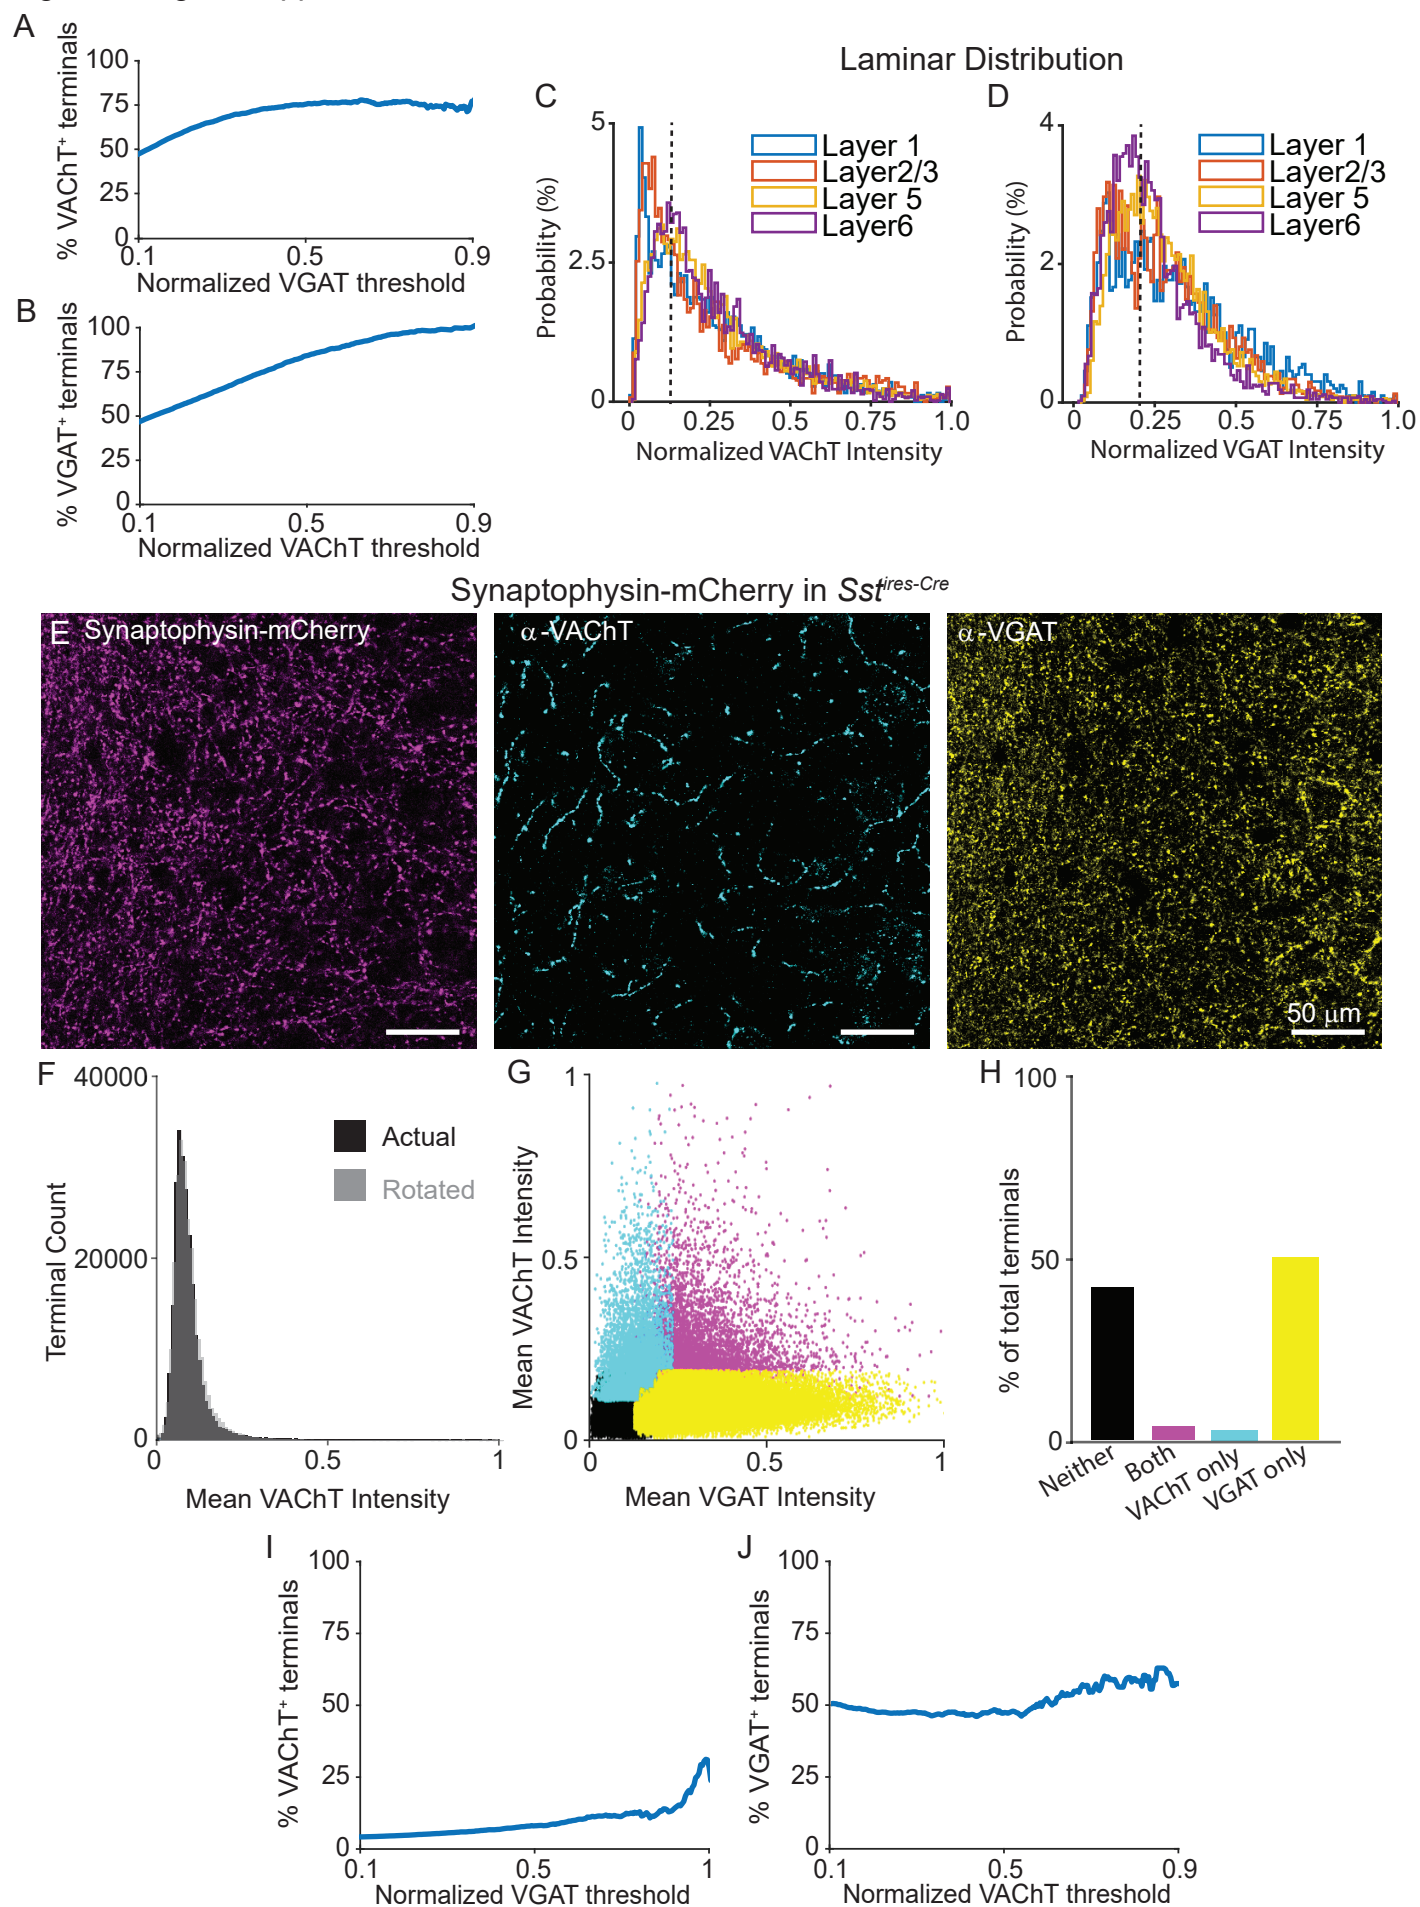 A
% VAChT+ terminals
100
75
50
25
0
0.1 0.5 0.9
Normalized VGAT threshold
B
% VGAT+ terminals
100
75
50
25
0
0.1 0.5 0.9
Normalized VAChT threshold
Laminar Distribution
C
Probability (%)
5
2.5
0
Layer 1
Layer2/3
Layer 5
Layer6
0 0.25 0.5 0.75 1.0
Normalized VAChT Intensity
D
Probability (%)
4
2
0
Layer 1
Layer2/3
Layer 5
Layer6
0 0.25 0.5 0.75 1.0
Normalized VGAT Intensity
Synaptophysin-mCherry in Sst ires-Cre
E Synaptophysin-mCherry
α-VAChT
α-VGAT
50 μm
F
Terminal Count
40000
20000
0
Actual
Rotated
0 0.5 1
Mean VAChT Intensity
G
Mean VAChT Intensity
1
0.5
0
0 0.5 1
Mean VGAT Intensity
H
% of total terminals
100
50
0
Neither Both VAChT only VGAT only
I
% VAChT+ terminals
100
75
50
25
0
0.1 0.5 1
Normalized VGAT threshold
J
% VGAT+ terminals
100
75
50
25
0
0.1 0.5 0.9
Normalized VAChT threshold